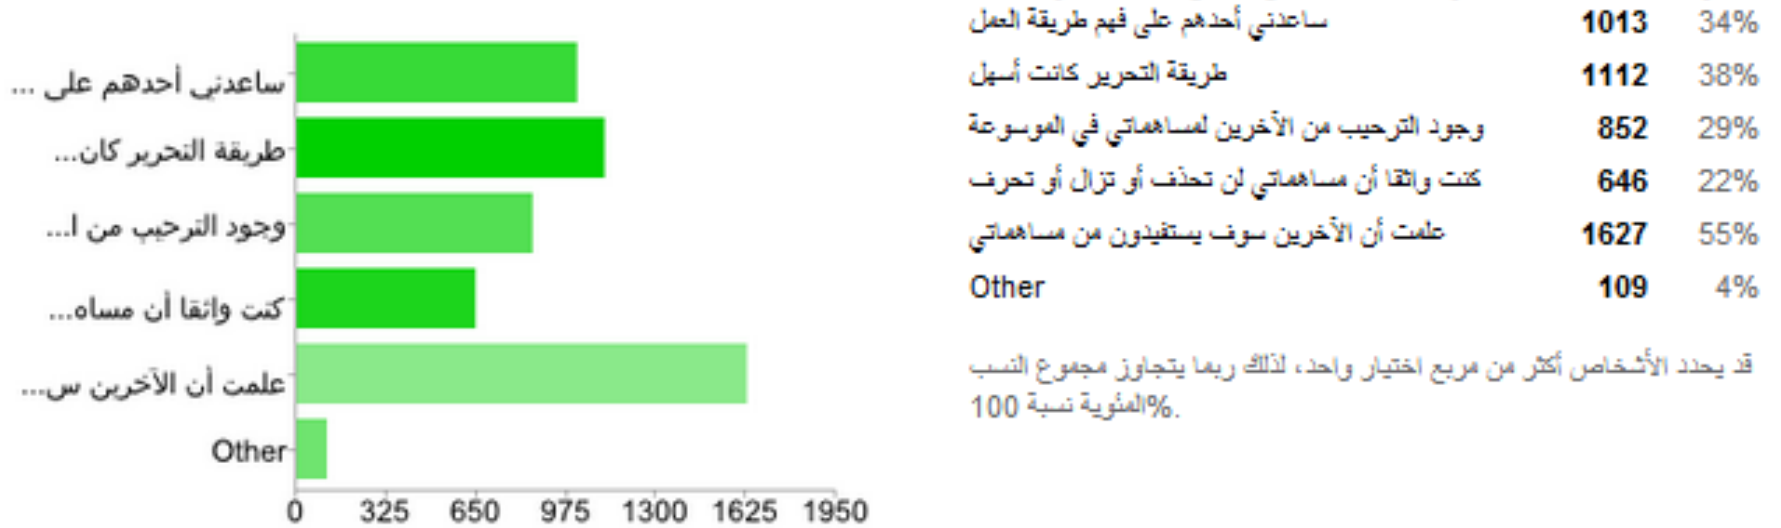 ساعدني أحدهم على ...
طريقة التحرير كان...
وجود الترحيب من ا...
كنت واثقا أن مساه...
علمت أن الآخرين س...
Other
0 325 650 975 1300 1625 1950
ساعدني أحدهم على فهم طريقة العمل 1013 34%
طريقة التحرير كانت أسهل 1112 38%
وجود الترحيب من الآخرين لمساهماتي في الموسوعة 852 29%
كنت واثقا أن مساهماتي لن تحذف أو تزال أو تحرف 646 22%
علمت أن الآخرين سوف يستفيدون من مساهماتي 1627 55%
Other 109 4%
قد يحدد الأشخاص أكثر من مربع اختيار واحد، لذلك ربما يتجاوز مجموع النسب
المئوية نسبة 100%.